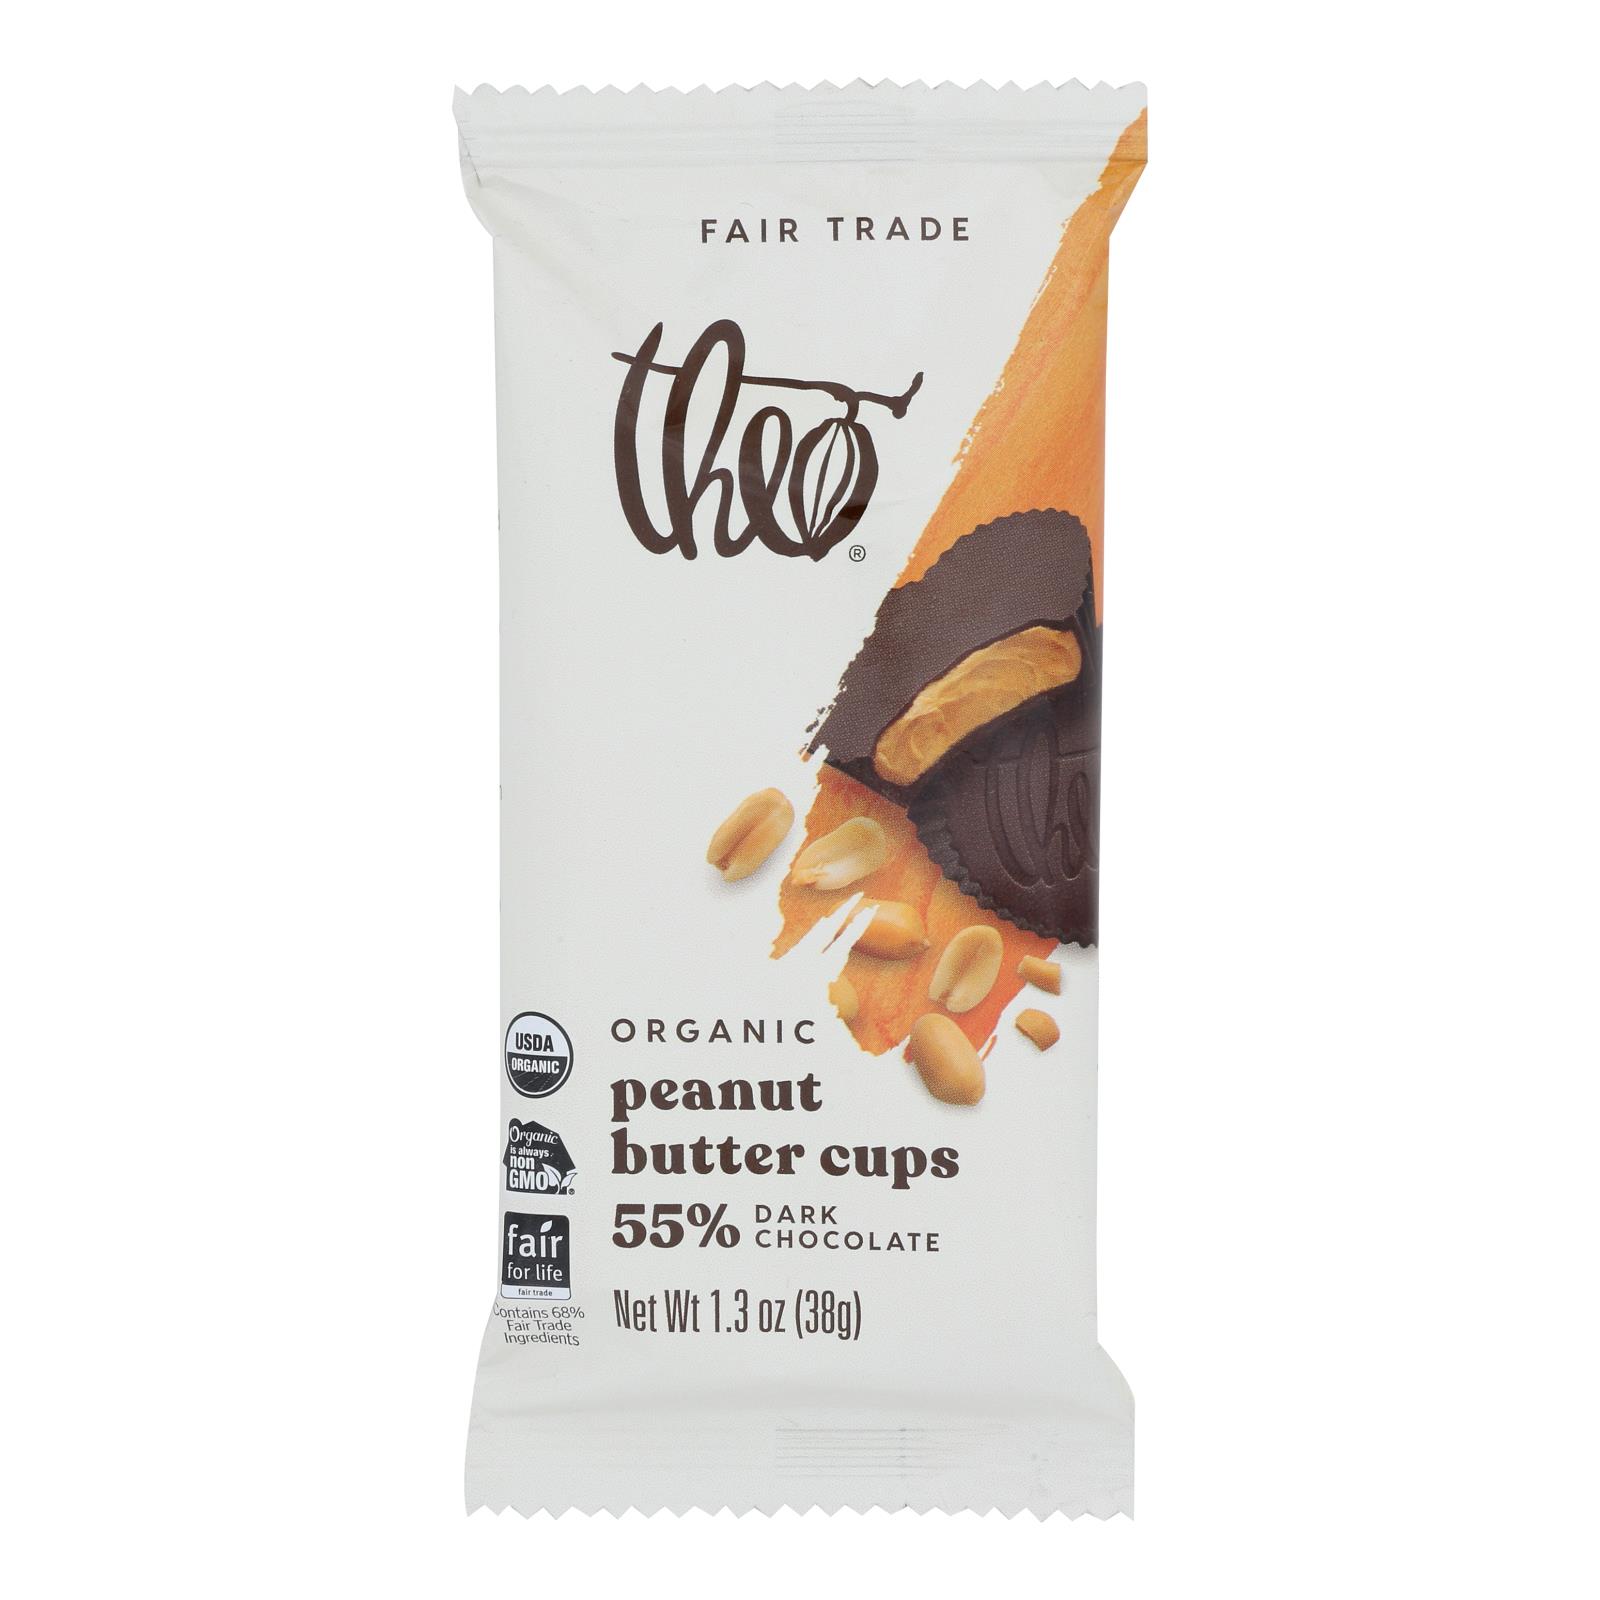 FAIR TRADE
theo®
the
ORGANIC
peanut
butter cups
55% DARK
CHOCOLATE
Net Wt 1.3 oz (38g)
USDA
ORGANIC
Organic
is always
non
GMO®
fair
for life
fair trade
Contains 68%
Fair Trade
Ingredients